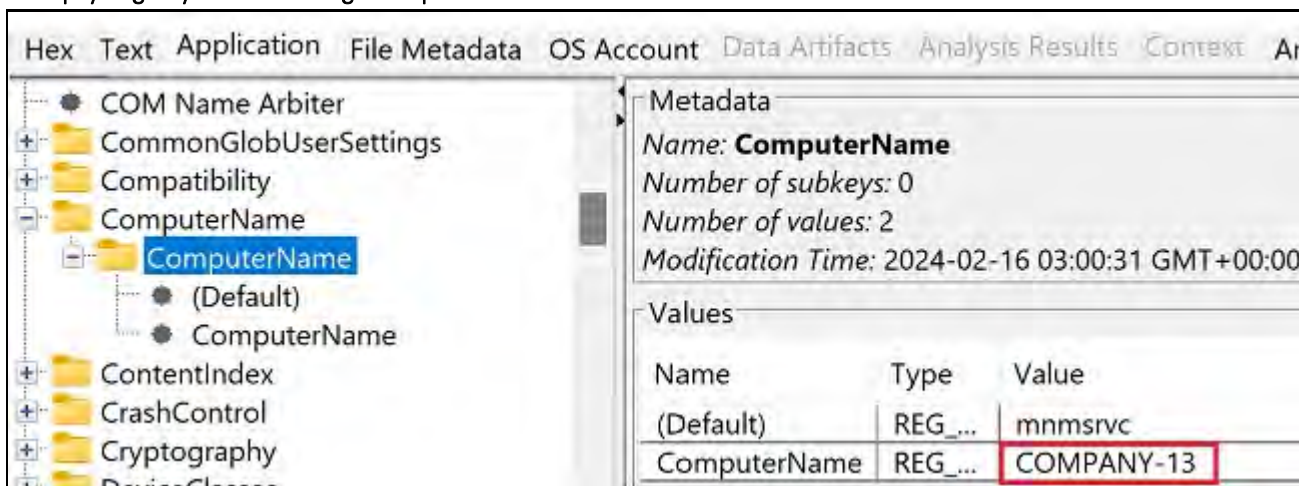 Hex Text Application File Metadata OS Account Data Artifacts Analysis Results Context
COM Name Arbiter
CommonGlobUserSettings
Compatibility
ComputerName
ComputerName
(Default)
ComputerName
ContentIndex
CrashControl
Cryptography
Metadata
Name: ComputerName
Number of subkeys: 0
Number of values: 2
Modification Time: 2024-02-16 03:00:31 GMT+00:00
Values
Name Type Value
(Default) REG_... mnmsrvc
ComputerName REG_... COMPANY-13